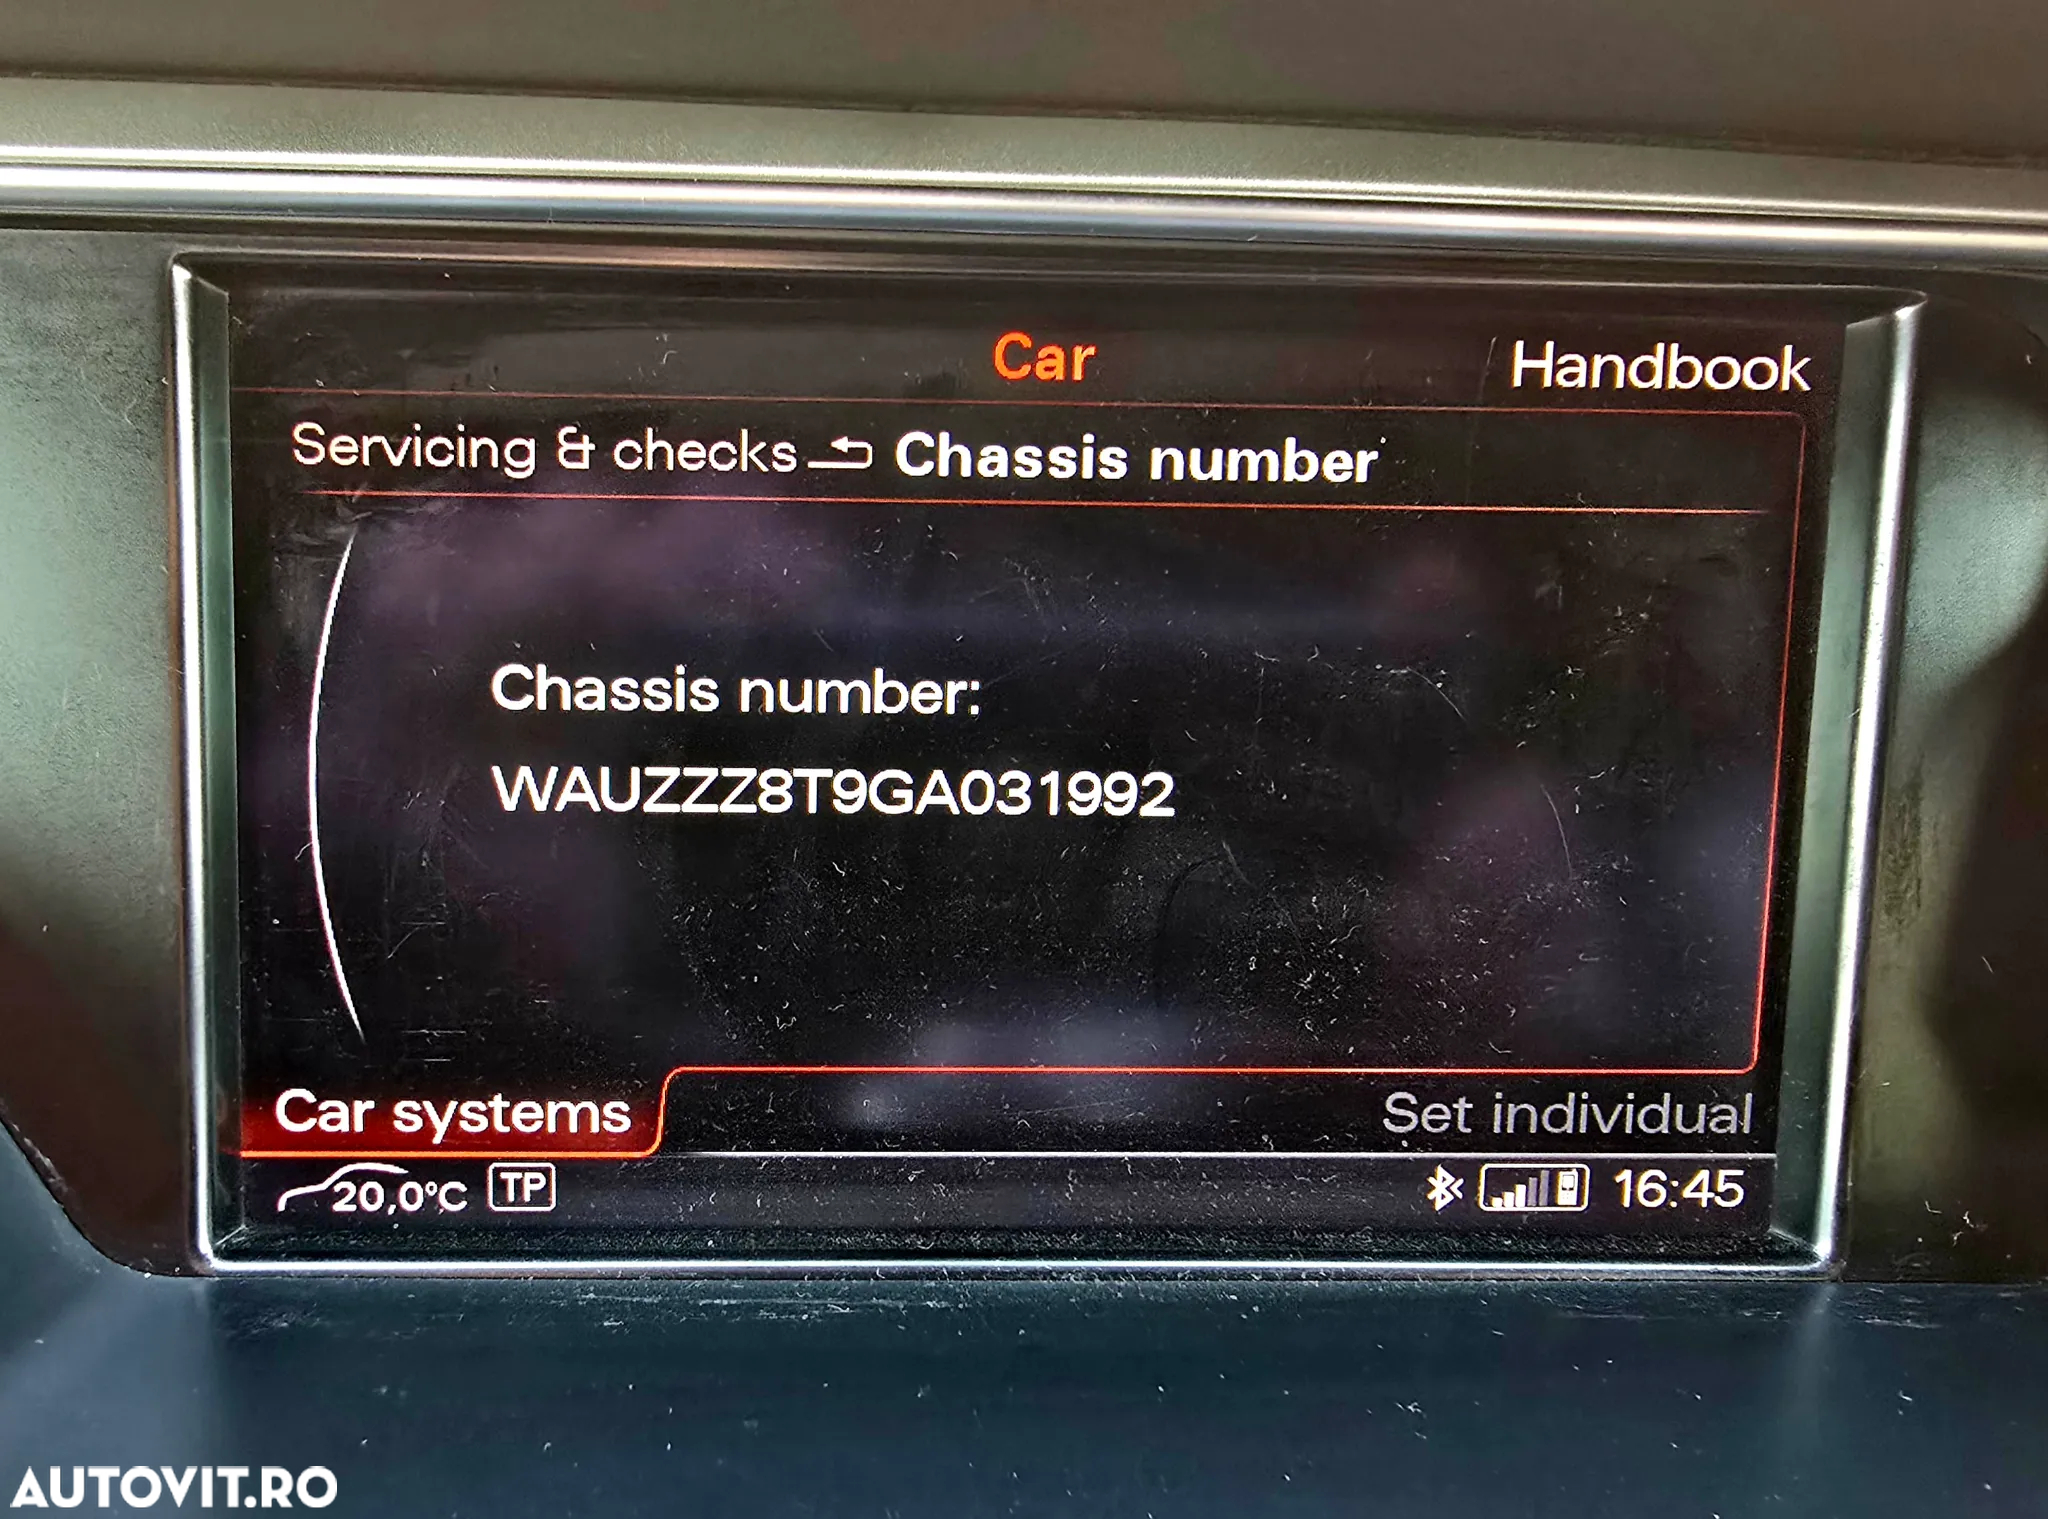 Car
Handbook
Servicing & checks Chassis number
Chassis number:
WAUZZZ8T9GA031992
Car systems
Set individual
20,0°C TP
16:45
AUTOVIT.RO